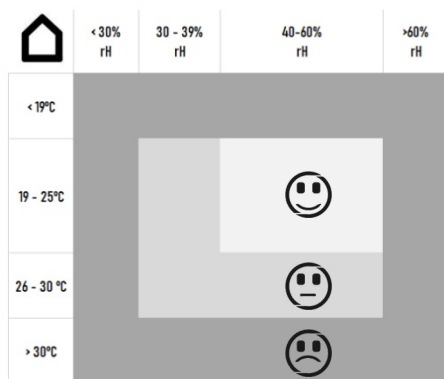 < 30%
rH
30 - 39%
rH
40-60%
rH
>60%
rH
< 19°C
19 - 25°C
26 - 30 °C
> 30°C